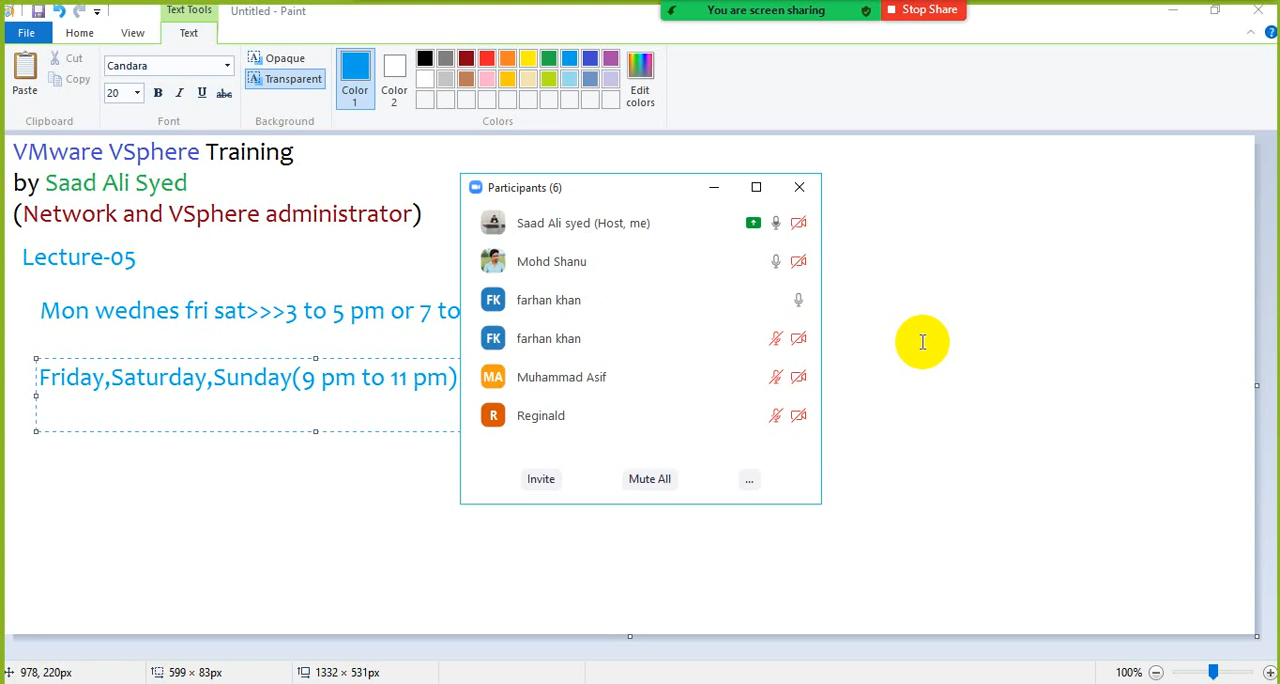 Text Tools
Untitled - Paint
You are screen sharing
Stop Share
File
Home
View
Text
Paste
Cut
Copy
Clipboard
Candara
20
B I U abc
Font
Opaque
Transparent
Background
Color 1
Color 2
Edit colors
Colors
VMware VSphere Training
by Saad Ali Syed
(Network and VSphere administrator)
Lecture-05
Mon wednes fri sat>>>3 to 5 pm or 7 to
Friday,Saturday,Sunday(9 pm to 11 pm)
Participants (6)
Saad Ali syed (Host, me)
Mohd Shanu
FK farhan khan
FK farhan khan
MA Muhammad Asif
R Reginald
Invite
Mute All
...
978, 220px
599 × 83px
1332 × 531px
100%